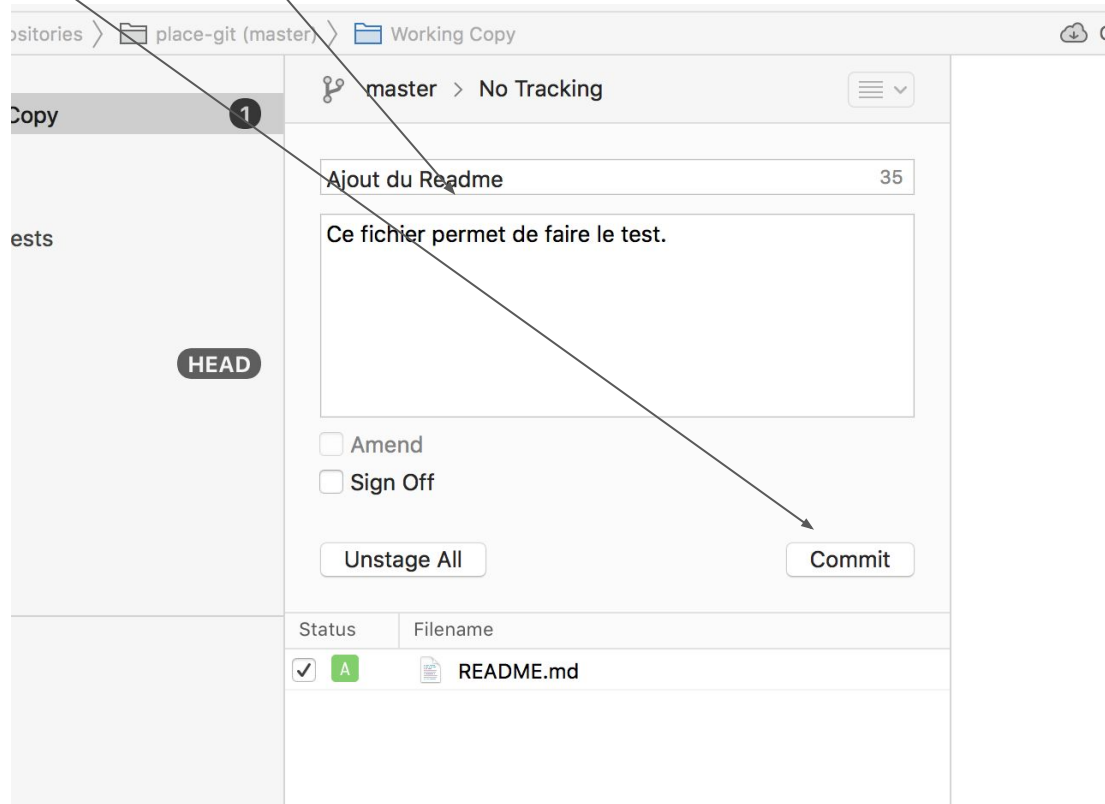 ositories place-git (master) Working Copy
master > No Tracking
Copy 1
Ajout du Readme 35
Ce fichier permet de faire le test.
ests
HEAD
Amend
Sign Off
Unstage All Commit
Status Filename
A README.md